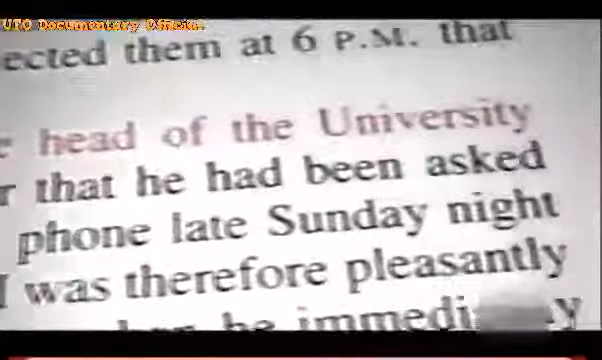 UFO Documentary Official
ected them at 6 P.M. that
e head of the University
r that he had been asked
phone late Sunday night
I was therefore pleasantly
he immedi